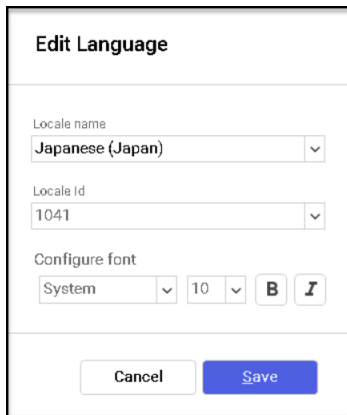 Edit Language
Locale name
Japanese (Japan)
Locale Id
1041
Configure font
System 10 B I
Cancel Save